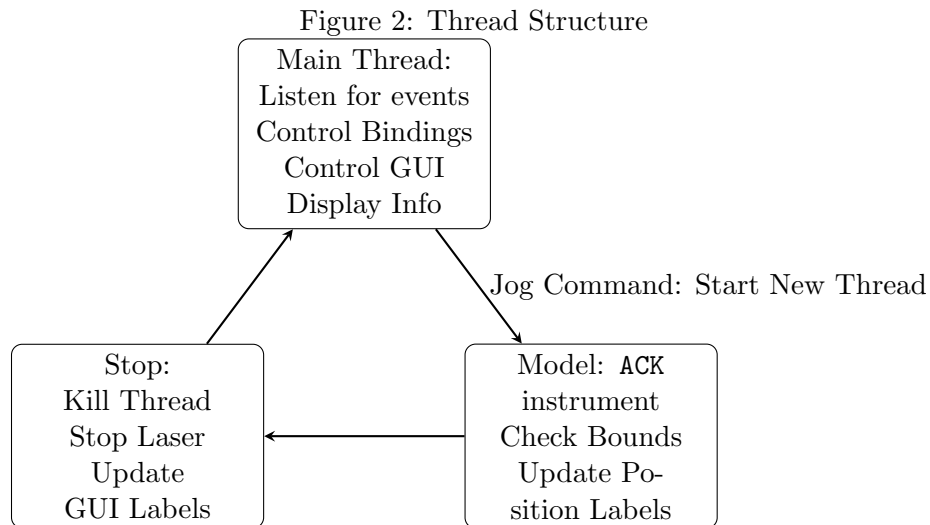 Figure 2: Thread Structure
Main Thread:
Listen for events
Control Bindings
Control GUI
Display Info
Jog Command: Start New Thread
Stop:
Kill Thread
Stop Laser
Update
GUI Labels
Model: ACK
instrument
Check Bounds
Update Po-
sition Labels